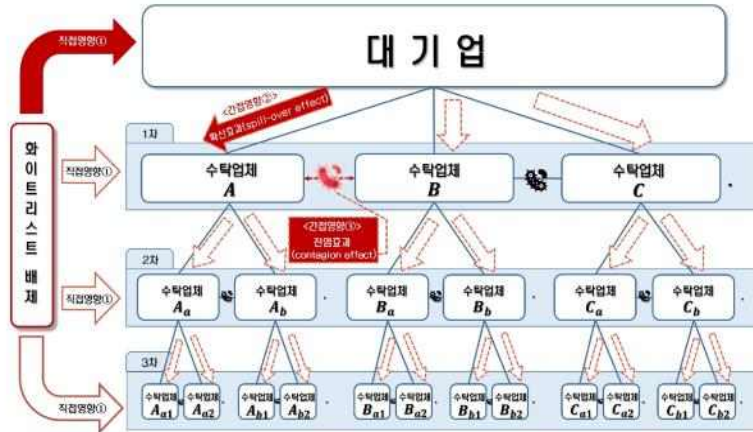 직접영향①
대 기 업
<간접영향②>
확산효과(spill-over effect)
1차
화이트리스트 배제
직접영향①
수탁업체
A
수탁업체
B
수탁업체
C
<간접영향③>
전염효과
(contagion effect)
2차
직접영향①
수탁업체
Aa
수탁업체
Ab
수탁업체
Ba
수탁업체
Bb
수탁업체
Ca
수탁업체
Cb
3차
직접영향①
수탁업체
Aa1
수탁업체
Aa2
수탁업체
Ab1
수탁업체
Ab2
수탁업체
Ba1
수탁업체
Ba2
수탁업체
Bb1
수탁업체
Bb2
수탁업체
Ca1
수탁업체
Ca2
수탁업체
Cb1
수탁업체
Cb2